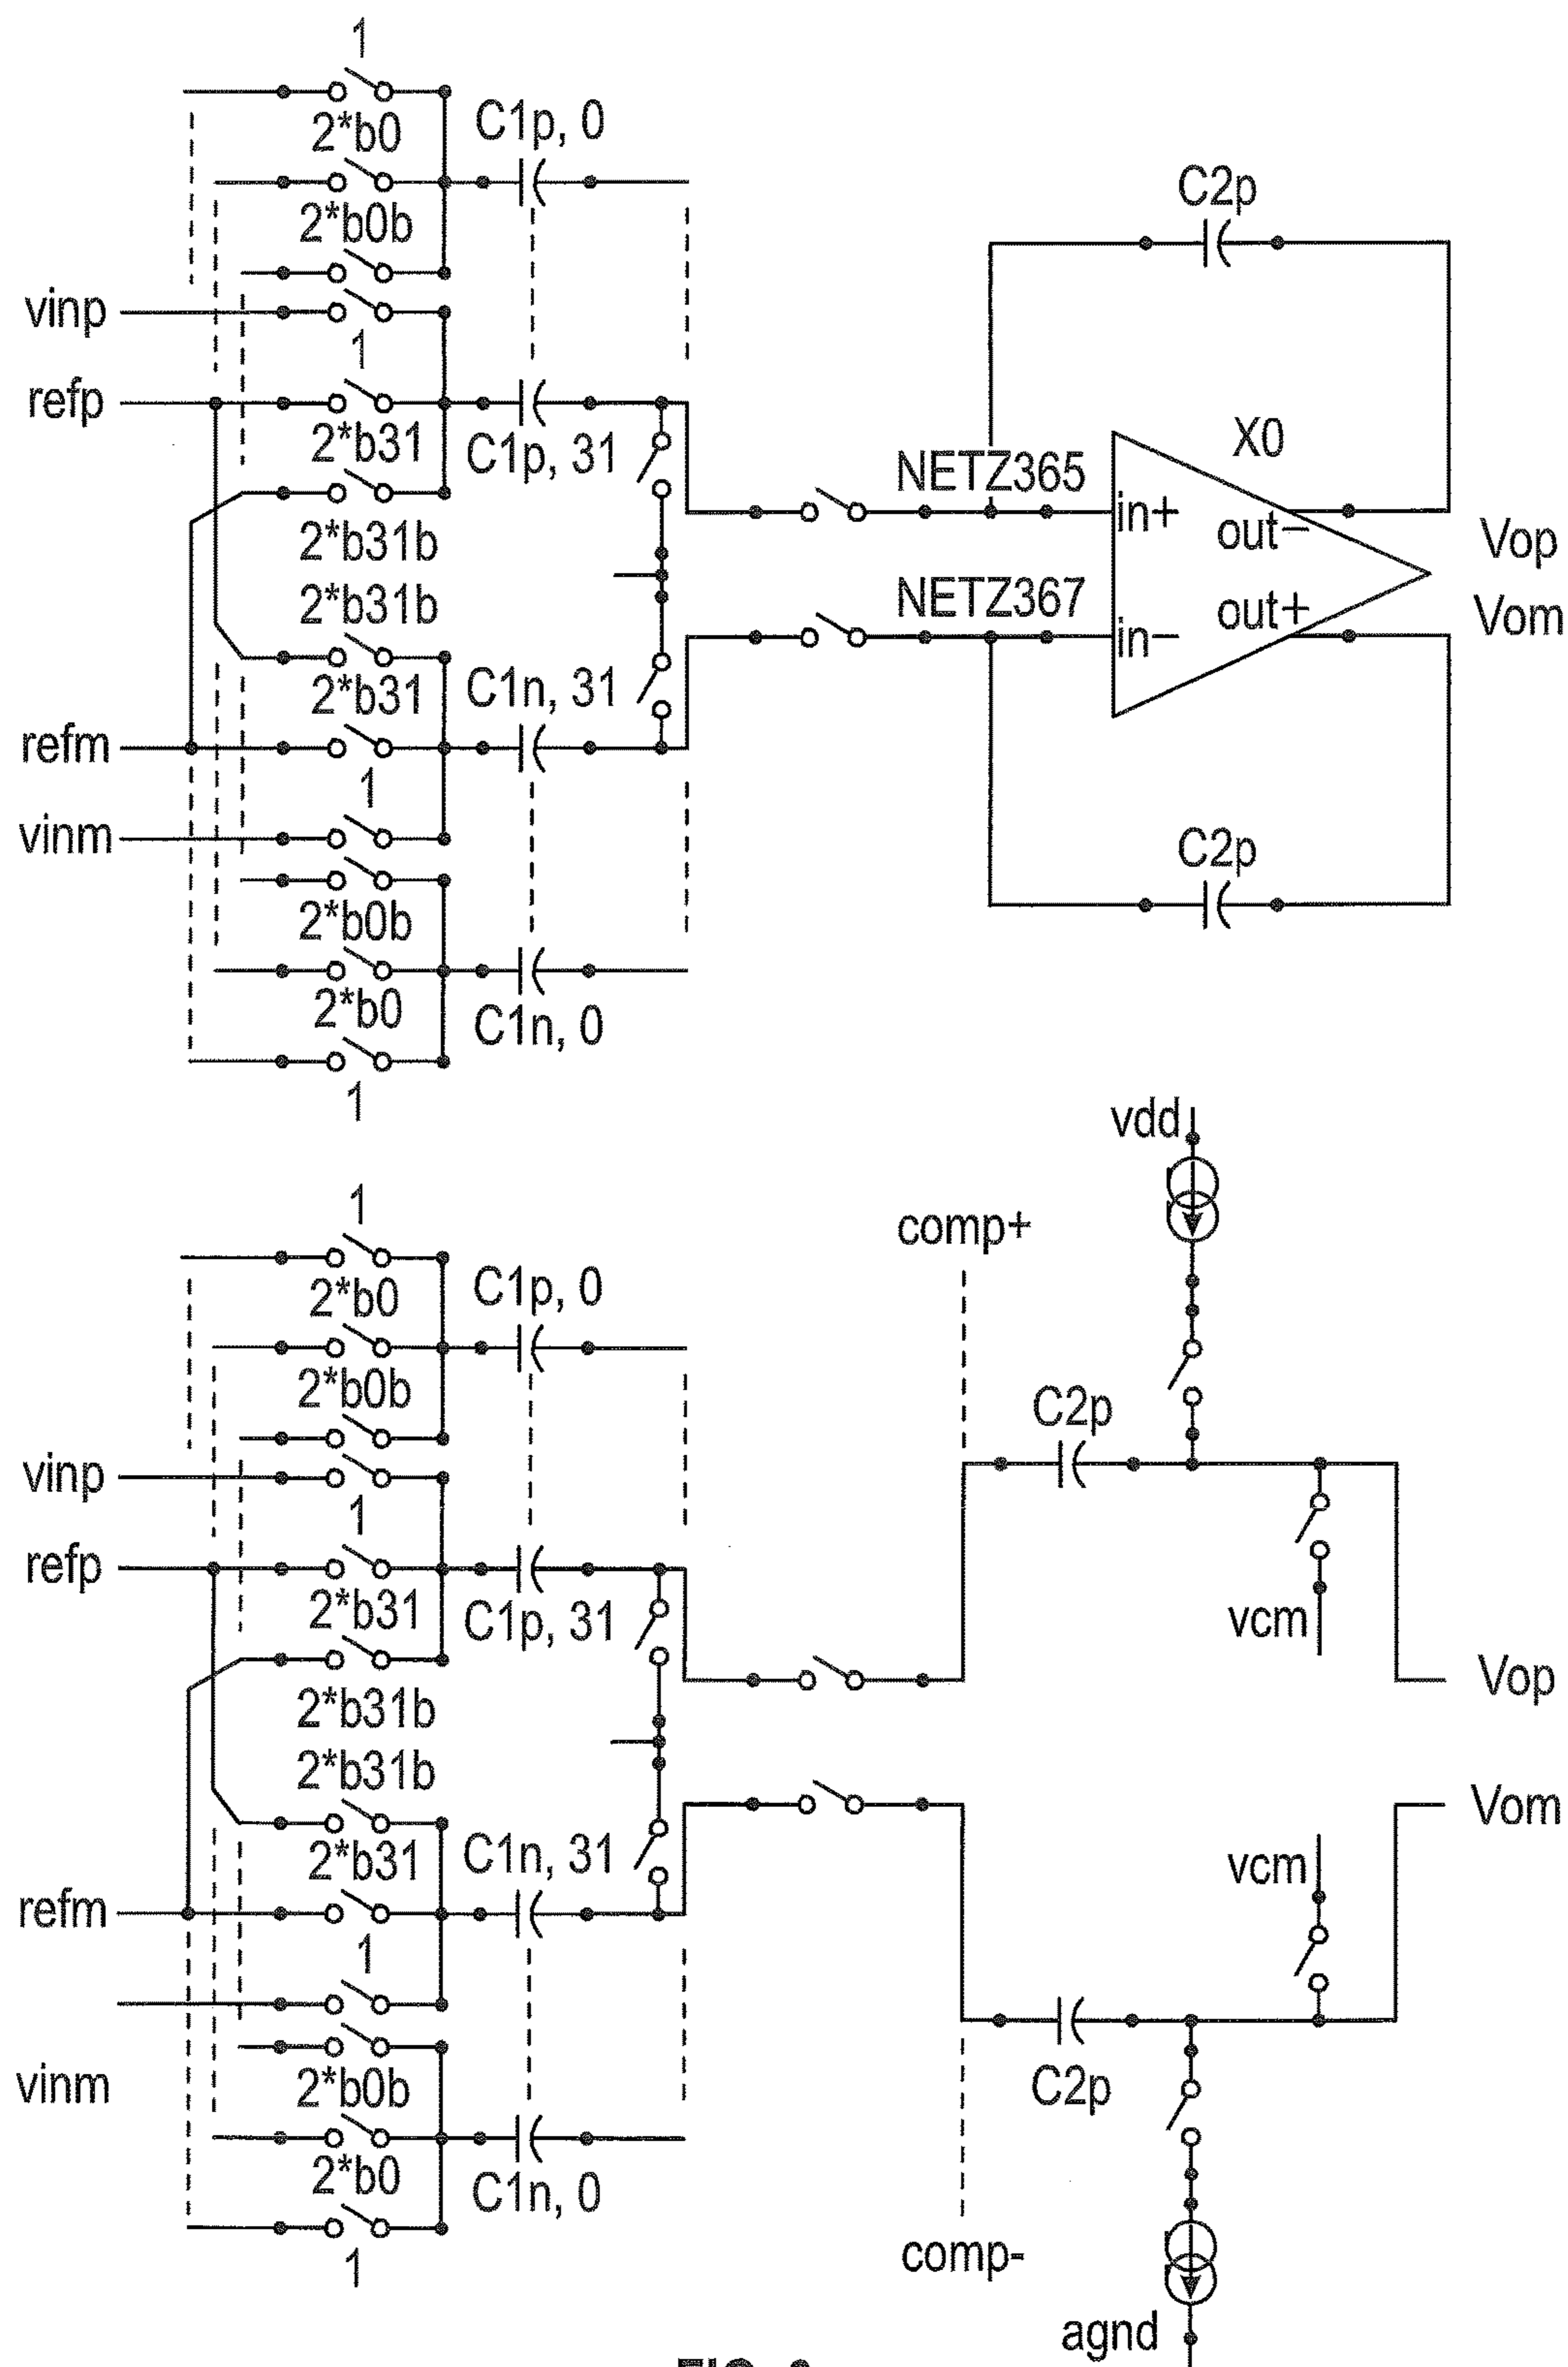 1
2*b0
C1p, 0
2*b0b
vinp
1
refp
2*b31
C1p, 31
2*b31b
2*b31b
2*b31
C1n, 31
refm
1
vinm
2*b0b
2*b0
C1n, 0
1
C2p
X0
NETZ365
in+
out-
Vop
NETZ367
in-
out+
Vom
C2p
1
2*b0
C1p, 0
2*b0b
vinp
1
refp
2*b31
C1p, 31
2*b31b
2*b31b
2*b31
C1n, 31
refm
1
vinm
2*b0b
2*b0
C1n, 0
1
vdd
comp+
C2p
vcm
Vop
Vom
vcm
C2p
comp-
agnd